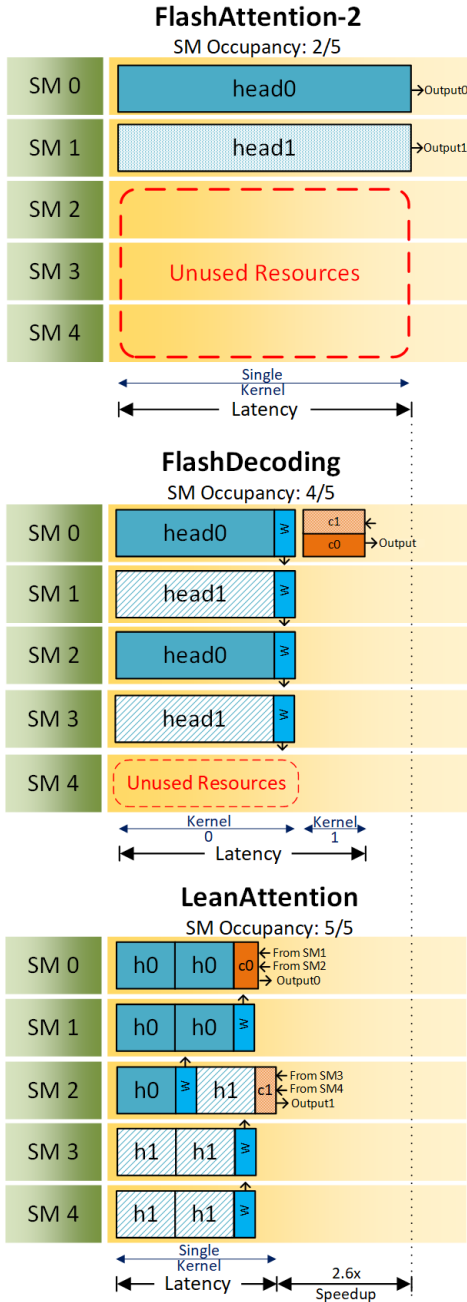 FlashAttention-2
SM Occupancy: 2/5
SM 0
head0
Output0
SM 1
head1
Output1
SM 2
SM 3
Unused Resources
SM 4
Single
Kernel
Latency
FlashDecoding
SM Occupancy: 4/5
SM 0
head0
W
c1
c0
Output
SM 1
head1
W
SM 2
head0
W
SM 3
head1
W
SM 4
Unused Resources
Kernel
0
Kernel
1
Latency
LeanAttention
SM Occupancy: 5/5
SM 0
h0
h0
c0
From SM1
From SM2
Output0
SM 1
h0
h0
W
SM 2
h0
W
h1
c1
From SM3
From SM4
Output1
SM 3
h1
h1
W
SM 4
h1
h1
W
Single
Kernel
Latency
2.6x
Speedup